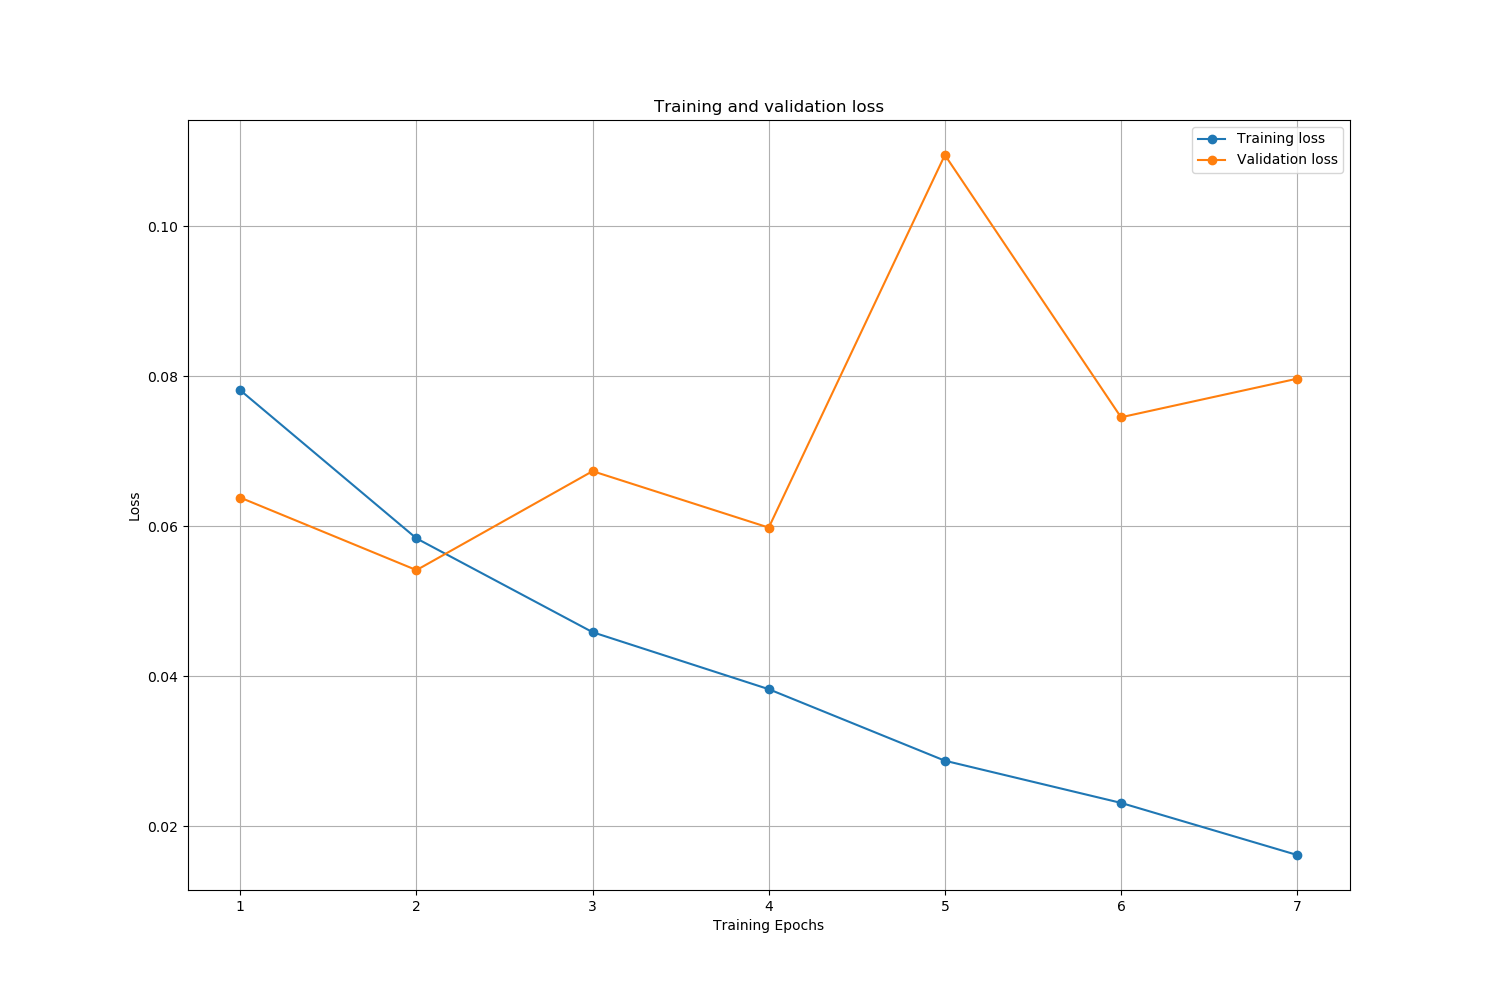 Training and validation loss
Training loss
Validation loss
0.10
0.08
0.06
0.04
0.02
Loss
1 2 3 4 5 6 7
Training Epochs